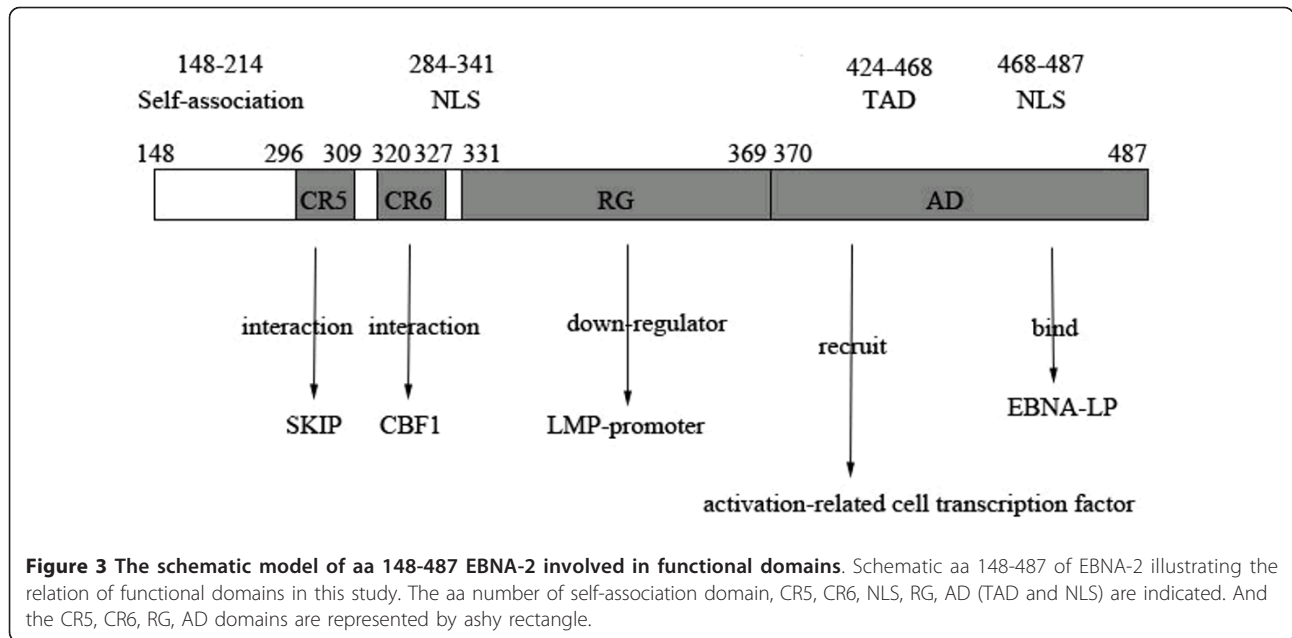 148-214 284-341 424-468 468-487
Self-association NLS TAD NLS
148 296 309 320 327 331 369 370 487
CR5 CR6 RG AD
interaction interaction down-regulator recruit bind
SKIP CBF1 LMP-promoter EBNA-LP
activation-related cell transcription factor
Figure 3 The schematic model of aa 148-487 EBNA-2 involved in functional domains. Schematic aa 148-487 of EBNA-2 illustrating the
relation of functional domains in this study. The aa number of self-association domain, CR5, CR6, NLS, RG, AD (TAD and NLS) are indicated. And
the CR5, CR6, RG, AD domains are represented by ashy rectangle.